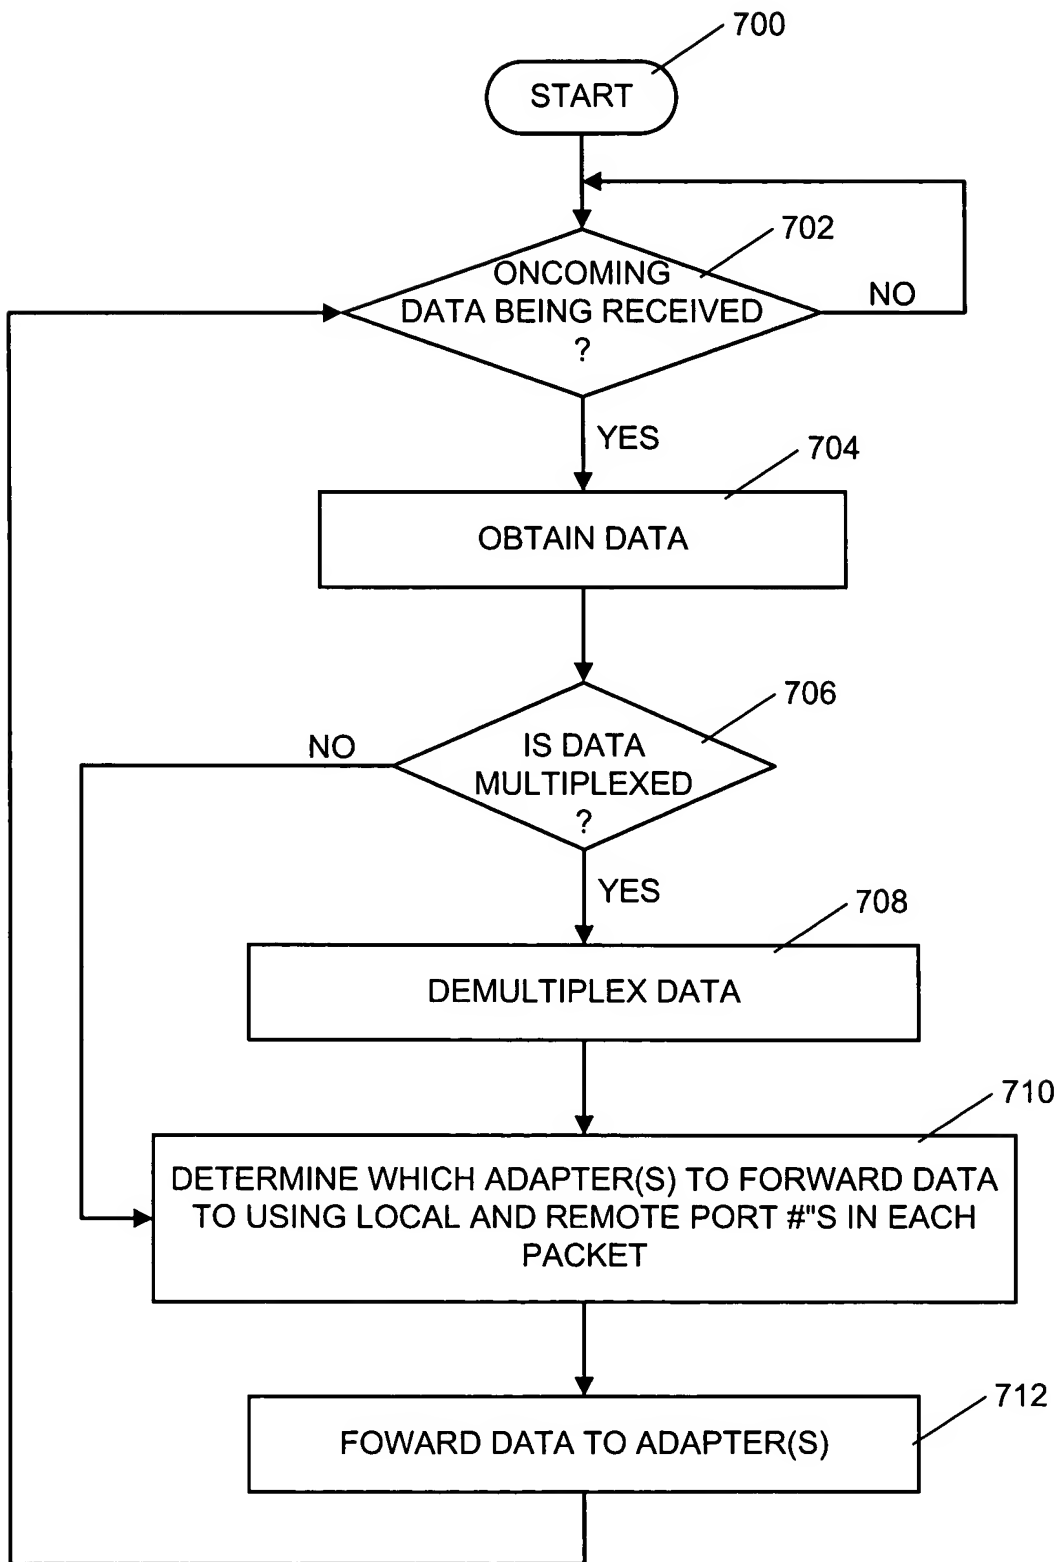 700
START
702
ONCOMING
DATA BEING RECEIVED
?
NO
YES
704
OBTAIN DATA
706
NO
IS DATA
MULTIPLEXED
?
YES
708
DEMULTIPLEX DATA
710
DETERMINE WHICH ADAPTER(S) TO FORWARD DATA
TO USING LOCAL AND REMOTE PORT #"S IN EACH
PACKET
712
FOWARD DATA TO ADAPTER(S)